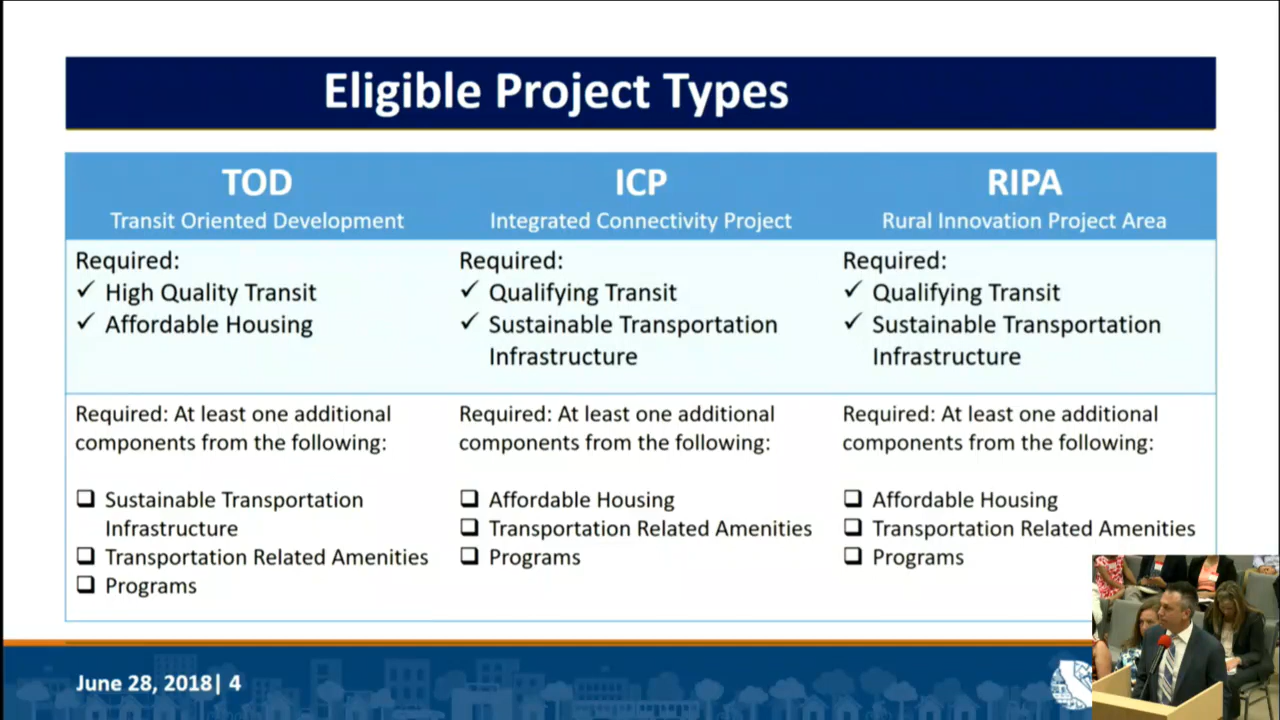 Eligible Project Types
TOD
Transit Oriented Development
ICP
Integrated Connectivity Project
RIPA
Rural Innovation Project Area
Required:
✓ High Quality Transit
✓ Affordable Housing
Required:
✓ Qualifying Transit
✓ Sustainable Transportation
Infrastructure
Required:
✓ Qualifying Transit
✓ Sustainable Transportation
Infrastructure
Required: At least one additional
components from the following:
❑ Sustainable Transportation
Infrastructure
❑ Transportation Related Amenities
❑ Programs
Required: At least one additional
components from the following:
❑ Affordable Housing
❑ Transportation Related Amenities
❑ Programs
Required: At least one additional
components from the following:
❑ Affordable Housing
❑ Transportation Related Amenities
❑ Programs
June 28, 2018| 4